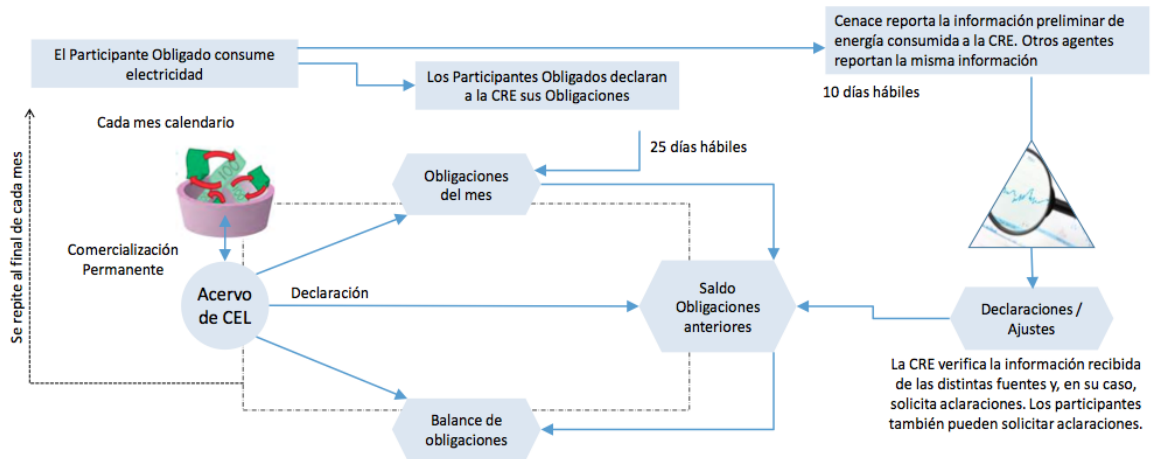 El Participante Obligado consume
electricidad
Cenace reporta la información preliminar de
energía consumida a la CRE. Otros agentes
reportan la misma información
Los Participantes Obligados declaran
a la CRE sus Obligaciones
10 días hábiles
Cada mes calendario
25 días hábiles
100
Obligaciones
del mes
Se repite al final de cada mes
Comercialización
Permanente
Acervo
de CEL
Declaración
Saldo
Obligaciones
anteriores
Declaraciones /
Ajustes
La CRE verifica la información recibida
de las distintas fuentes y, en su caso,
solicita aclaraciones. Los participantes
también pueden solicitar aclaraciones.
Balance de
obligaciones